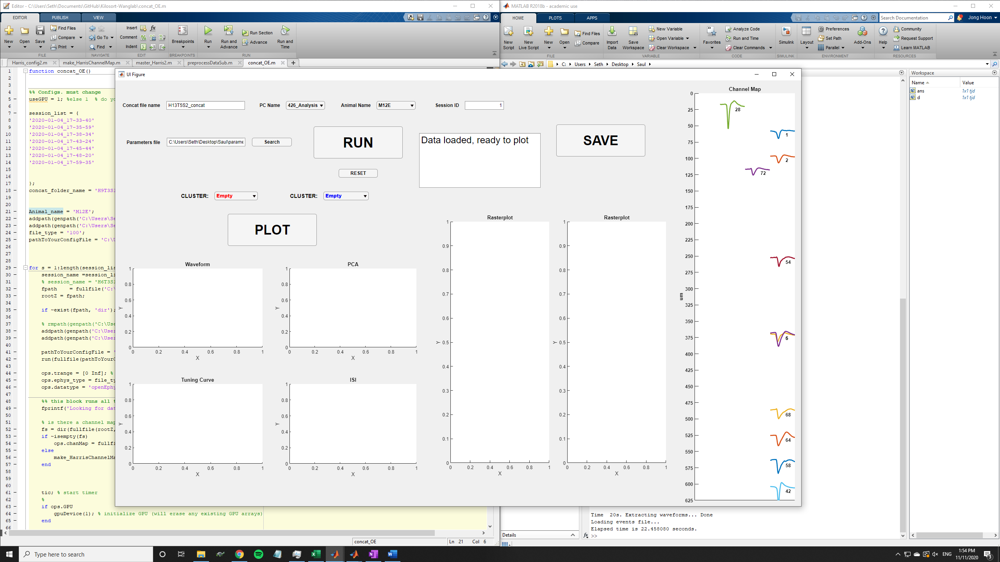 Editor - C:\Users\Seth\Documents\GitHub\Kilosort-Wanglab\concat_OE.m
EDITOR PUBLISH VIEW
New Open Save Find Files Compare Print
Go To Find
Insert Comment Indent
Breakpoints
Run Run and Advance Run Section Advance Run and Time
FILE NAVIGATE EDIT BREAKPOINTS RUN
Harris_config2.m make_HarrisChannelMap.m master_Harris2.m preprocessDataSub.m concat_OE.m
1 function concat_OE()
2
3
4 %% Configs. must change
5 useGPU = 1; %else 1 % do yo
6
7 session_list = {
8 '2020-01-04_17-33-40'
9 '2020-01-04_17-35-59'
10 '2020-01-04_17-38-34'
11 '2020-01-04_17-43-24'
12 '2020-01-04_17-45-44'
13 '2020-01-04_17-48-20'
14 '2020-01-04_17-59-35'
15
16
17 };
18 concat_folder_name = 'H9T3S1
19
20
21 Animal_name = 'M12E';
22 addpath(genpath('C:\Users\Se
23 addpath(genpath('C:\Users\Se
24 file_type = '100';
25 pathToYourConfigFile = 'C:\U
26
27
28
29 for s = 1:length(session_lis
30 session_name =session_li
31 % session_name = 'H6T3S1
32 fpath = fullfile('C:\
33 rootZ = fpath;
34
35 if ~exist(fpath, 'dir');
36
37 % rmpath(genpath('C:\Use
38 addpath(genpath('C:\User
39 addpath(genpath('C:\User
40
41 pathToYourConfigFile = '
42 run(fullfile(pathToYourC
43
44 ops.trange = [0 Inf]; %
45 ops.ephys_type = file_ty
46 ops.datatype = 'openEphy
47
48 %% this block runs all t
49 fprintf('Looking for dat
50
51 % is there a channel map
52 fs = dir(fullfile(rootZ,
53 if ~isempty(fs)
54 ops.chanMap = fullfi
55 else
56 make_HarrisChannelMa
57 end
58
59
60
61 tic; % start timer
62 %
63 if ops.GPU
64 gpuDevice(1); % initialize GPU (will erase any existing GPU arrays)
65 end
66
concat_OE Ln 21 Col 6
UI Figure
Concat file name H13T5S2_concat PC Name 426_Analysis Animal Name M12E Session ID 1
Parameters file C:\Users\Seth\Desktop\Saul\parame Search RUN Data loaded, ready to plot SAVE
RESET
CLUSTER: Empty CLUSTER: Empty
PLOT
Waveform
1 0.8 0.6 0.4 0.2 0
Y
0 0.2 0.4 0.6 0.8 1
X
PCA
1 0.8 0.6 0.4 0.2 0
Y
0 0.2 0.4 0.6 0.8 1
X
Tuning Curve
1 0.8 0.6 0.4 0.2 0
Y
0 0.2 0.4 0.6 0.8 1
X
ISI
1 0.8 0.6 0.4 0.2 0
Y
0 0.2 0.4 0.6 0.8 1
X
Rasterplot
1 0.9 0.8 0.7 0.6 0.5 0.4 0.3 0.2 0.1 0
Y
0 0.2 0.4 0.6 0.8 1
X
Rasterplot
1 0.9 0.8 0.7 0.6 0.5 0.4 0.3 0.2 0.1 0
Y
0 0.2 0.4 0.6 0.8 1
X
Channel Map
0 25 50 75 100 125 150 175 200 225 250 275 300 325 350 375 400 425 450 475 500 525 550 575 600 625
um
28
1
2
72
54
6
68
64
58
42
MATLAB R2018b - academic use
HOME PLOTS APPS
Search Documentation Jong Hoon
New Script New Live Script New Open Find Files Compare
Import Data Save Workspace New Variable Open Variable Clear Workspace
Favorites Analyze Code Run and Time Clear Commands
Simulink Layout Preferences Set Path Parallel Add-Ons
Help Community Request Support Learn MATLAB
FILE VARIABLE CODE SIMULINK ENVIRONMENT RESOURCES
C: Users Seth Desktop Saul
Workspace
Name Value
ans 1x1 tjd
d 1x1 tjd
Time 20s. Extracting waveforms... Done
Loading events file...
Elapsed time is 22.458080 seconds.
fx >>
Details
Type here to search
ENG
1:54 PM
11/11/2020
3